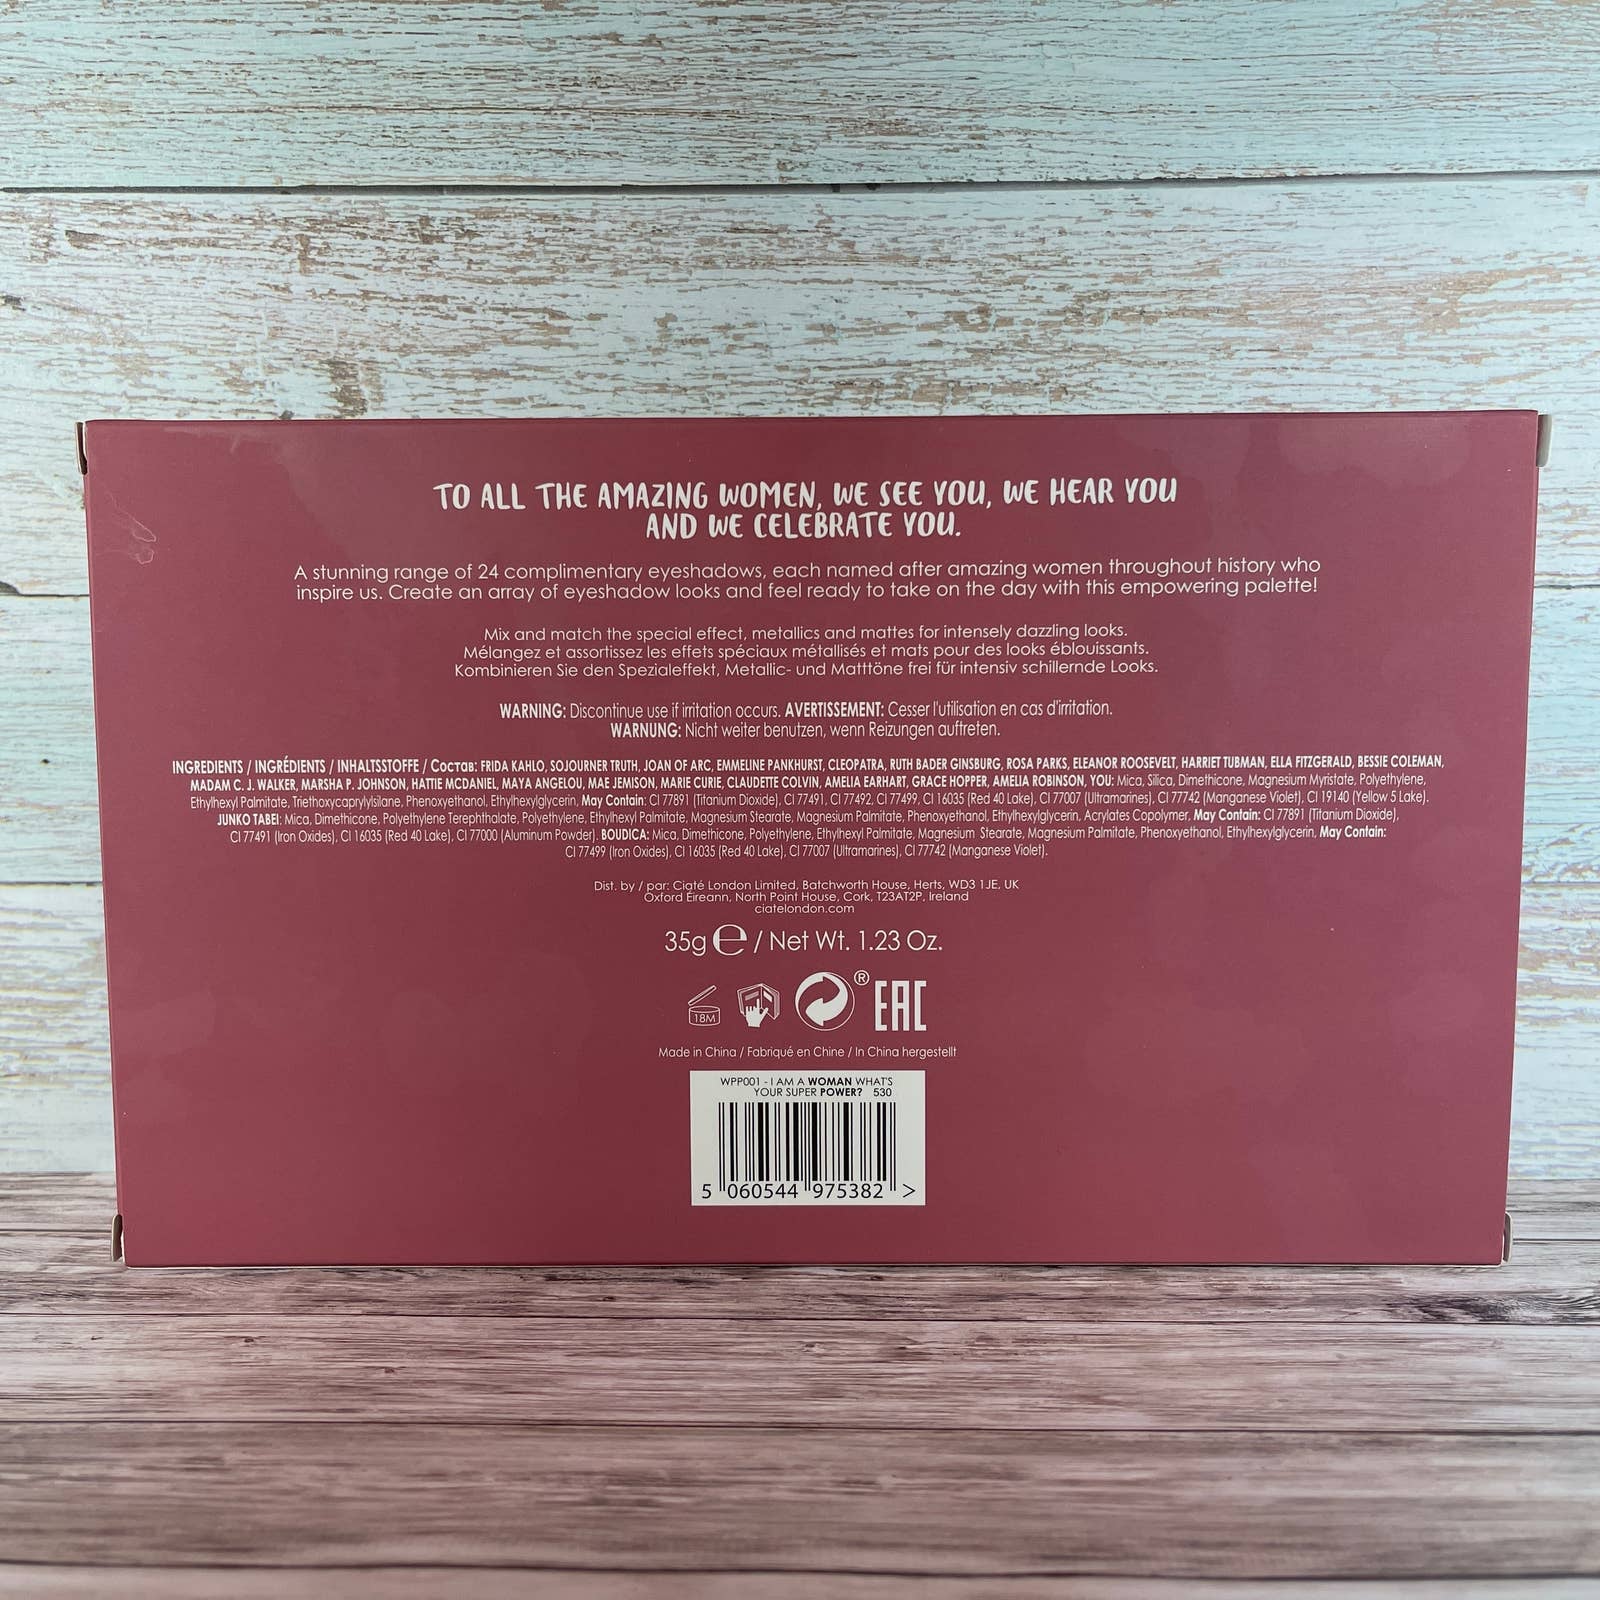 TO ALL THE AMAZING WOMEN, WE SEE YOU, WE HEAR YOU
AND WE CELEBRATE YOU.
A stunning range of 24 complimentary eyeshadows, each named after amazing women throughout history who
inspire us. Create an array of eyeshadow looks and feel ready to take on the day with this empowering palette!
Mix and match the special effect, metallics and mattes for intensely dazzling looks.
Mélangez et assortissez les effets spéciaux métallisés et mats pour des looks éblouissants.
Kombinieren Sie den Spezialeffekt, Metallic- und Matttöne frei für intensiv schillernde Looks.
WARNING: Discontinue use if irritation occurs. AVERTISSEMENT: Cesser l'utilisation en cas d'irritation.
WARNUNG: Nicht weiter benutzen, wenn Reizungen auftreten.
INGREDIENTS / INGRÉDIENTS / INHALTSSTOFFE / Состав: FRIDA KAHLO, SOJOURNER TRUTH, JOAN OF ARC, EMMELINE PANKHURST, CLEOPATRA, RUTH BADER GINSBURG, ROSA PARKS, ELEANOR ROOSEVELT, HARRIET TUBMAN, ELLA FITZGERALD, BESSIE COLEMAN,
MADAM C. J. WALKER, MARSHA P. JOHNSON, HATTIE MCDANIEL, MAYA ANGELOU, MAE JEMISON, MARIE CURIE, CLAUDETTE COLVIN, AMELIA EARHART, GRACE HOPPER, AMELIA ROBINSON, YOU: Mica, Silica, Dimethicone, Magnesium Myristate, Polyethylene,
Ethylhexyl Palmitate, Triethoxycaprylylsilane, Phenoxyethanol, Ethylhexylglycerin, May Contain: CI 77891 (Titanium Dioxide), CI 77491, CI 77492, CI 77499, CI 16035 (Red 40 Lake), CI 77007 (Ultramarines), CI 77742 (Manganese Violet), CI 19140 (Yellow 5 Lake).
JUNKO TABEI: Mica, Dimethicone, Polyethylene Terephthalate, Polyethylene, Ethylhexyl Palmitate, Magnesium Stearate, Magnesium Palmitate, Phenoxyethanol, Ethylhexylglycerin, Acrylates Copolymer, May Contain: CI 77891 (Titanium Dioxide),
CI 77491 (Iron Oxides), CI 16035 (Red 40 Lake), CI 77000 (Aluminum Powder). BOUDICA: Mica, Dimethicone, Polyethylene, Ethylhexyl Palmitate, Magnesium Stearate, Magnesium Palmitate, Phenoxyethanol, Ethylhexylglycerin, May Contain:
CI 77499 (Iron Oxides), CI 16035 (Red 40 Lake), CI 77007 (Ultramarines), CI 77742 (Manganese Violet).
Dist. by / par: Ciaté London Limited, Batchworth House, Herts, WD3 1JE, UK
Oxford Eireann, North Point House, Cork, T23AT2P, Ireland
ciatelondon.com
35g ℮ / Net Wt. 1.23 Oz.
18M ® EAC
Made in China / Fabriqué en Chine / In China hergestellt
WPP001 - I AM A WOMAN WHAT'S
YOUR SUPER POWER? 530
5 060544 975382 >